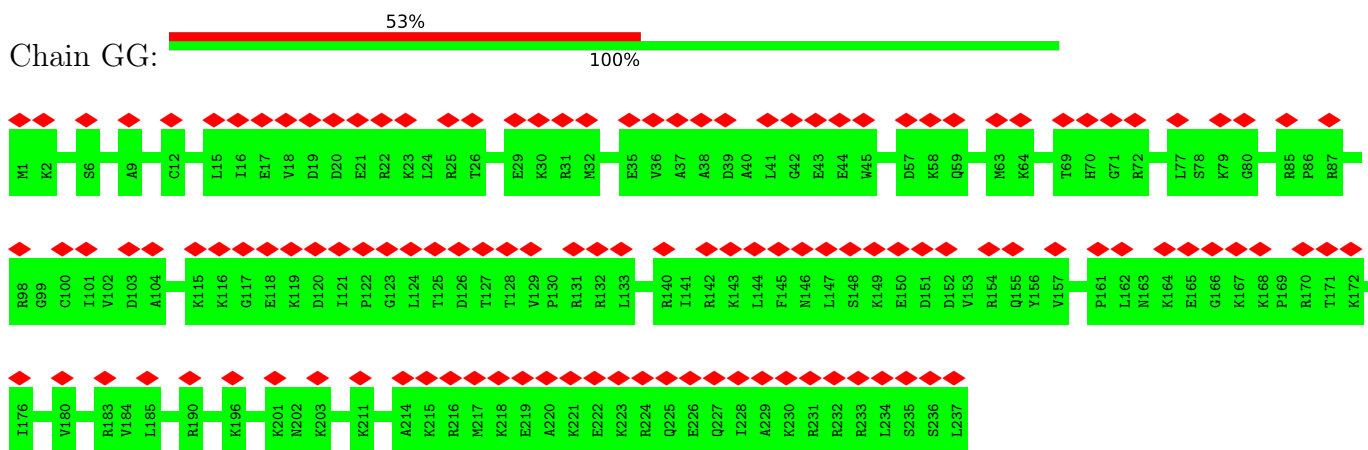 53%
Chain GG:
100%
M1 K2 S6 A9 C12 L15 I16 E17 V18 D19 D20 E21 R22 K23 L24 R25 T26 E29 K30 R31 M32 E35 V36 A37 A38 D39 A40 L41 G42 E43 E44 W45 D57 K58 Q59 M63 K64 T69 H70 G71 R72 L77 S78 K79 G80 R85 P86 R87
R98 G99 C100 I101 V102 D103 A104 K115 K116 G117 E118 K119 D120 I121 P122 G123 L124 T125 D126 T127 T128 V129 P130 R131 R132 L133 R140 I141 R142 K143 L144 F145 N146 L147 S148 K149 E150 D151 D152 V153 R154 Q155 Y156 V157 P161 L162 N163 K164 E165 G166 K167 K168 P169 R170 T171 K172
I176 V180 R183 V184 L185 R190 K196 K201 N202 K203 K211 A214 K215 R216 M217 K218 E219 A220 K221 E222 K223 R224 Q225 E226 Q227 I228 A229 K230 R231 R232 R233 L234 S235 S236 L237